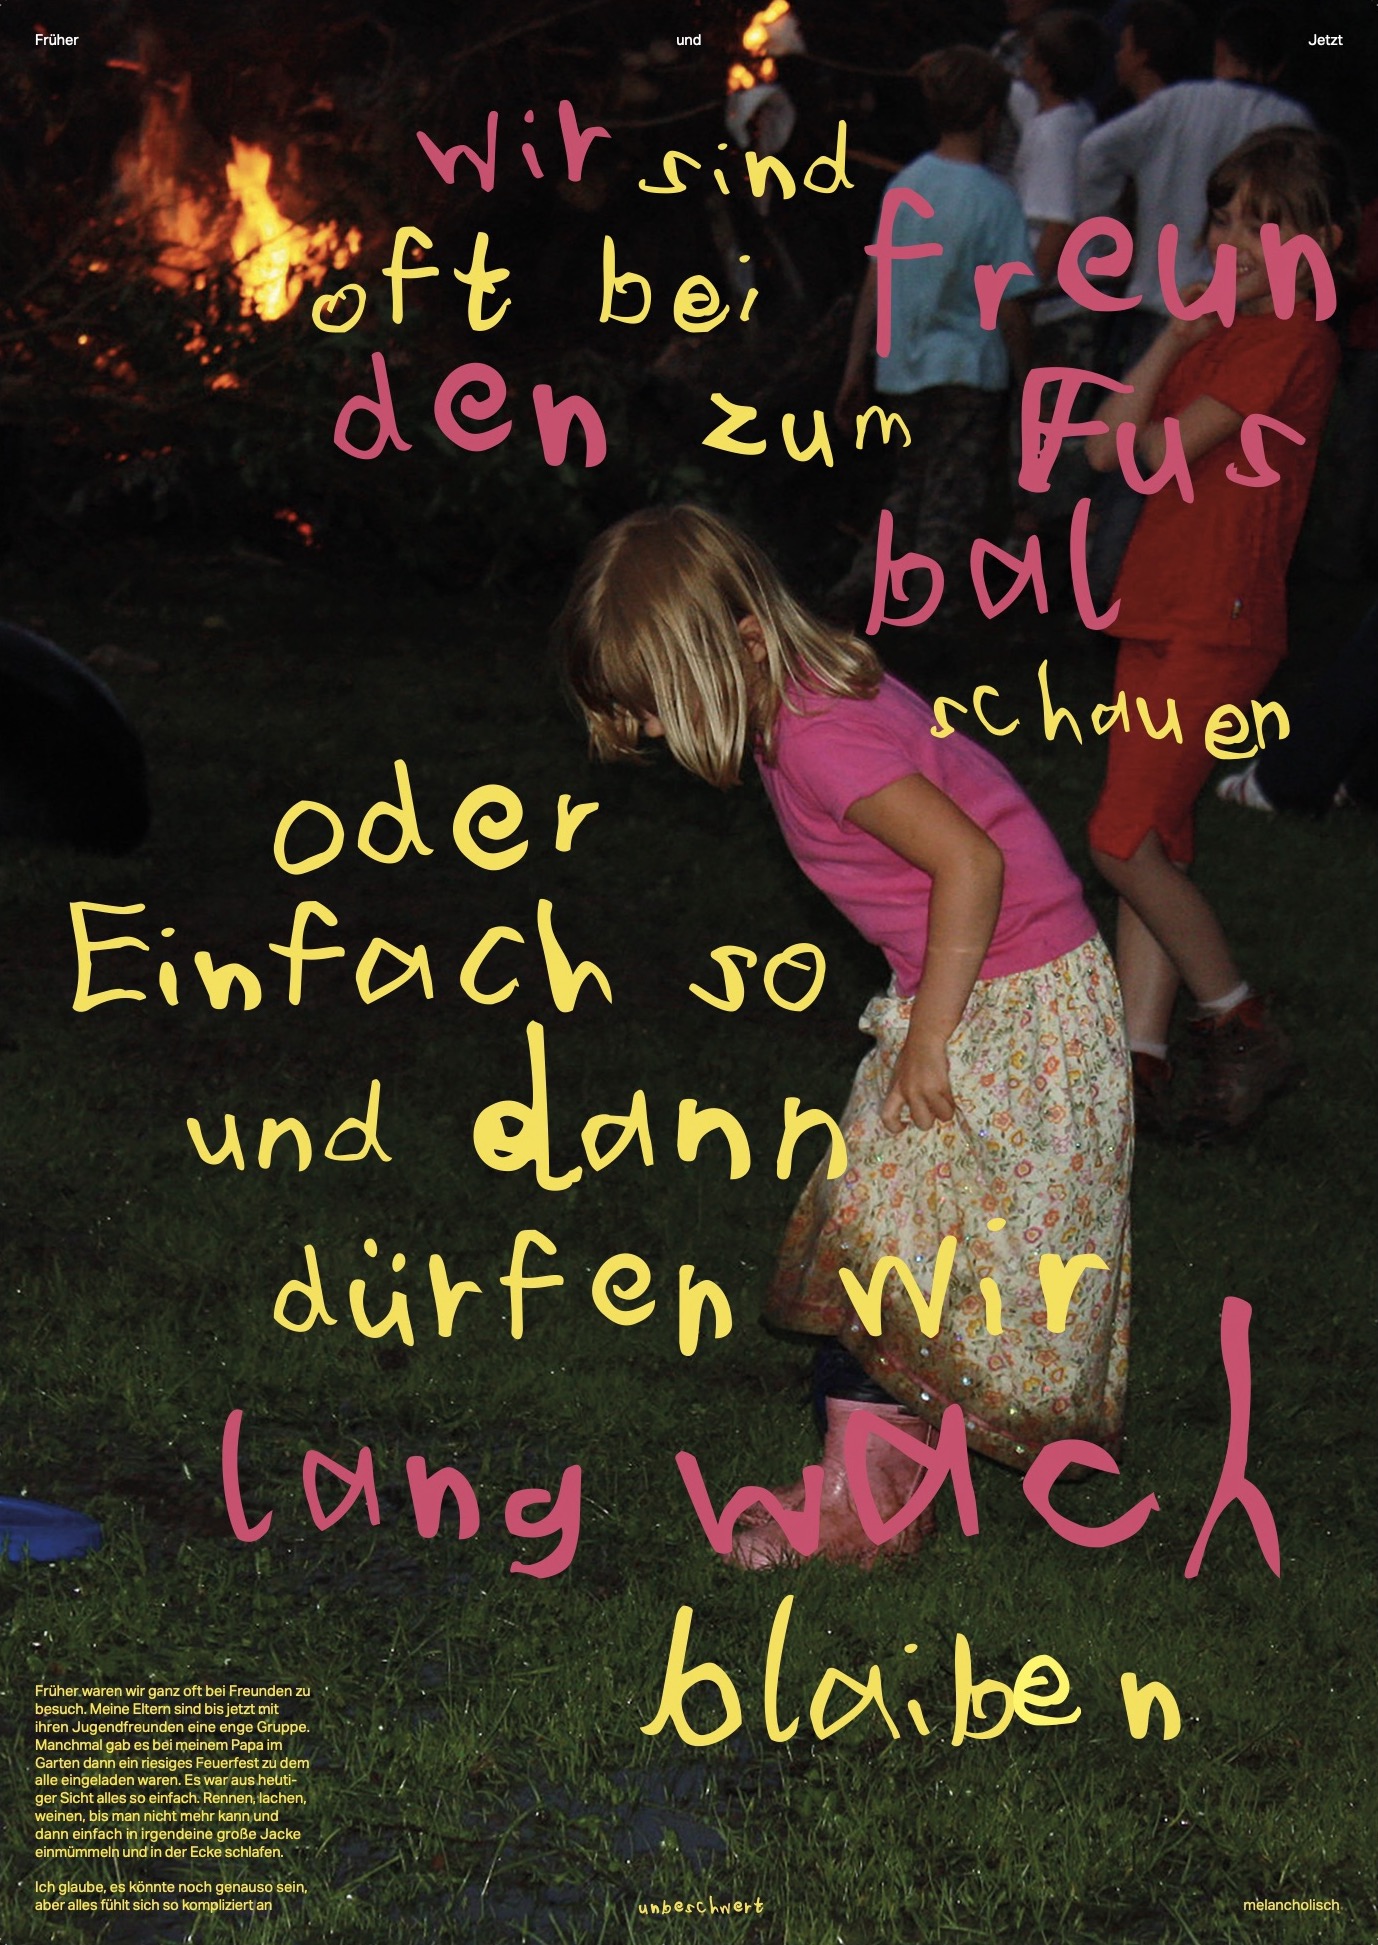 Früher und Jetzt
wir sind
oft bei freun
den zum Fus
bal
schauen
oder
Einfach so
und dann
dürfen wir
lang wach
blaiben
Früher waren wir ganz oft bei Freunden zu
besuch. Meine Eltern sind bis jetzt mit
ihren Jugendfreunden eine enge Gruppe.
Manchmal gab es bei meinem Papa im
Garten dann ein riesiges Feuerfest zu dem
alle eingeladen waren. Es war aus heuti-
ger Sicht alles so einfach. Rennen, lachen,
weinen, bis man nicht mehr kann und
dann einfach in irgendeine große Jacke
einmümmeln und in der Ecke schlafen.
Ich glaube, es könnte noch genauso sein,
aber alles fühlt sich so kompliziert an
unbeschwert
melancholisch